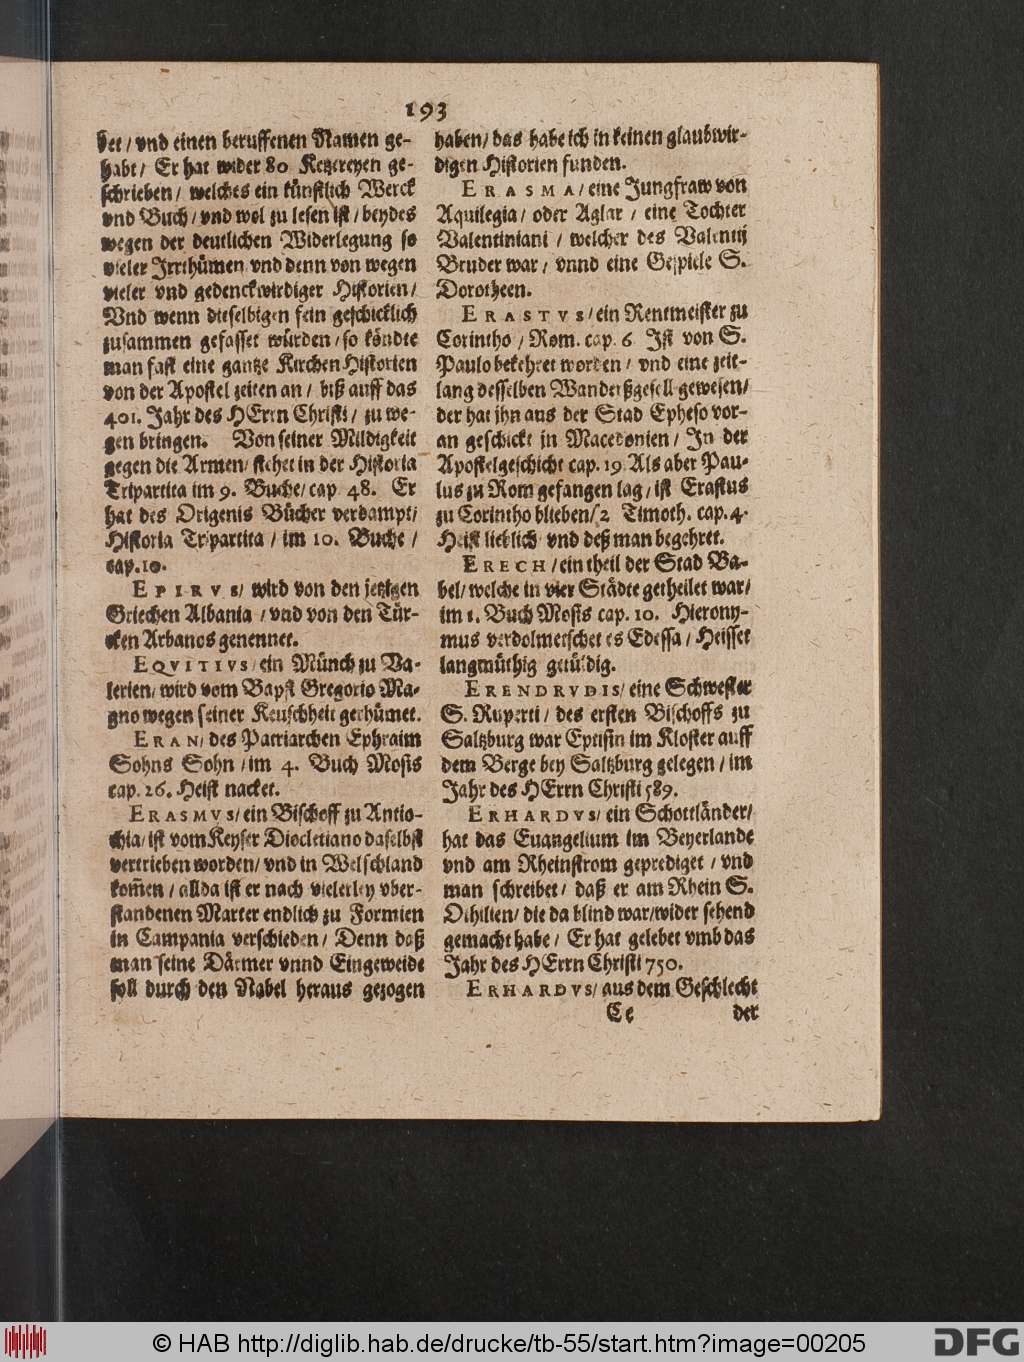 193
bet / vnd einen beruffenen Namen ge-
habt / Er hat wider 80 Ketzereyen ge-
schrieben / welches ein künstlich Werck
vnd Buch / vnd wol zu lesen ist / beydes
wegen der deutlichen Widerlegung so
vieler Irrthümen vnd denn von wegen
vieler vnd gedenckwirdiger Historien /
Vnd wenn dieselbigen fein geschicklich
zusammen gefasset würden / so köndte
man fast eine gantze Kirchen Historien
von der Apostel zeiten an / biß auff das
401. Jahr des HErrn Christi / zu we-
gen bringen. Von seiner Mildigkeit
gegen die Armen / stehet in der Historia
Tripartita im 9. Buche / cap. 48. Er
hat des Origenis Bücher verdampt /
Historia Tripartita / im 10. Buche /
cap. 10.
EPIRVS / wird von den jetzigen
Griechen Albania / vnd von den Tür-
cken Arbanos genennet.
EQVITIVS / ein Münch zu Va-
lerien / wird vom Bapst Gregorio Ma-
gno wegen seiner Keuschheit gerhümet.
ERAN / des Patriarchen Ephraim
Sohns Sohn / im 4. Buch Mosis
cap. 26. Heist nacket.
ERASMVS / ein Bischoff zu Antio-
chia / ist vom Keyser Diocletiano daselbst
vertrieben worden / vnd in Welschland
kom̃en / allda ist er nach vielerley vber-
standenen Marter endlich zu Formien
in Campania verschieden / Denn daß
man seine Därmer vnnd Eingeweide
soll durch den Nabel heraus gezogen
haben / das habe ich in keinen glaubwir-
digen Historien funden.
ERASMA / eine Jungfraw von
Aquilegia / oder Aglar / eine Tochter
Valentiniani / welcher des Valentij
Bruder war / vnnd eine Gespiele S.
Dorotheen.
ERASTVS / ein Rentmeister zu
Corintho / Rom. cap. 6 Ist von S.
Paulo bekehret worden / vnd eine zeit-
lang desselben Wanderßgesell gewesen /
der hat ihn aus der Stad Epheso vor-
an geschickt in Macedonien / In der
Apostelgeschicht cap. 19 Als aber Pau-
lus zu Rom gefangen lag / ist Erastus
zu Corintho blieben / 2 Timoth. cap. 4.
Heist lieblich vnd deß man begehret.
ERECH / ein theil der Stad Ba-
bel / welche in vier Städte getheilet war /
im 1. Buch Mosis cap. 10. Hierony-
mus verdolmetschet es Edessa / Heisset
langmüthig gedüldig.
ERENDRVDIS / eine Schwester
S. Ruperti / des ersten Bischoffs zu
Saltzburg war Eptisin im Kloster auff
dem Berge bey Saltzburg gelegen / im
Jahr des HErrn Christi 589.
ERHARDVS / ein Schottländer /
hat das Euangelium im Beyerlande
vnd am Rheinstrom geprediget / vnd
man schreibet / daß er am Rhein S.
Othilien / die da blind war / wider sehend
gemacht habe / Er hat gelebet vmb das
Jahr des HErrn Christi 750.
ERHARDVS / aus dem Geschlecht
Cc der
© HAB http://diglib.hab.de/drucke/tb-55/start.htm?image=00205
DFG